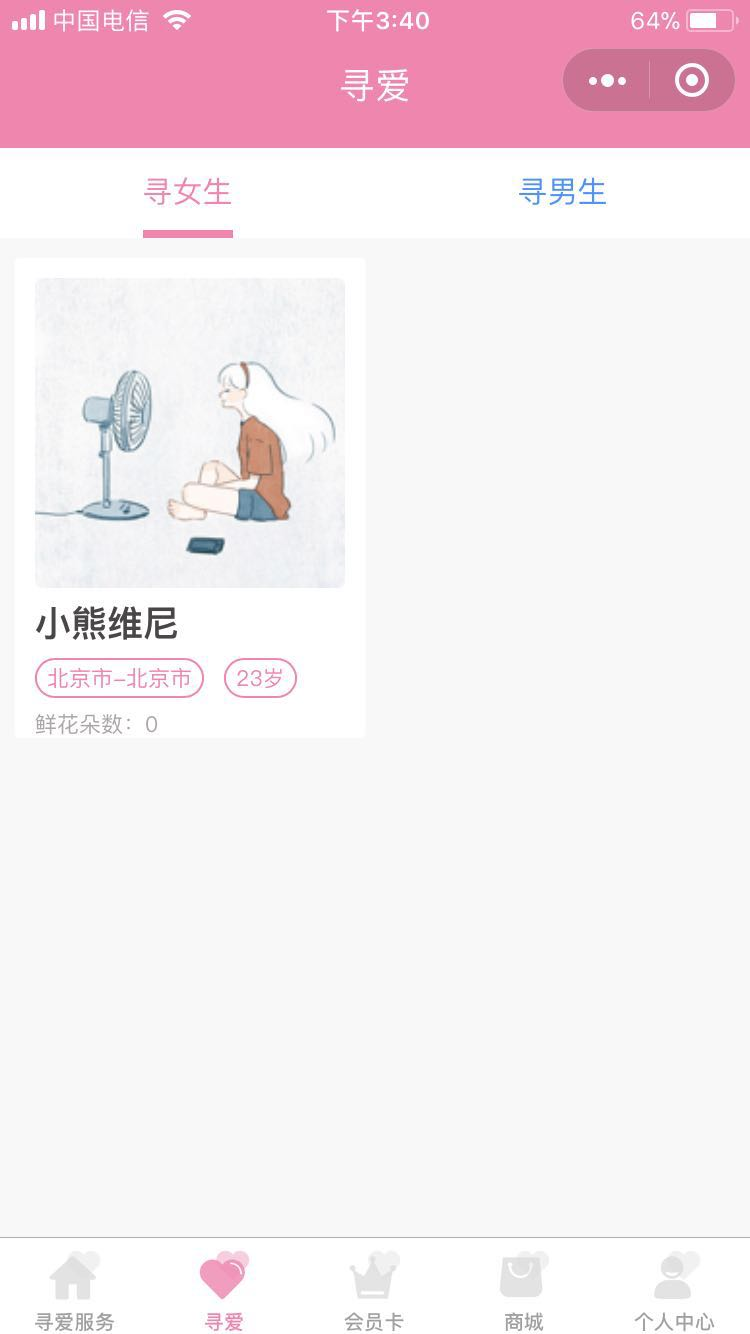 中国电信 下午3:40 64%
寻爱
寻女生 寻男生
小熊维尼
北京市-北京市 23岁
鲜花朵数：0
寻爱服务 寻爱 会员卡 商城 个人中心